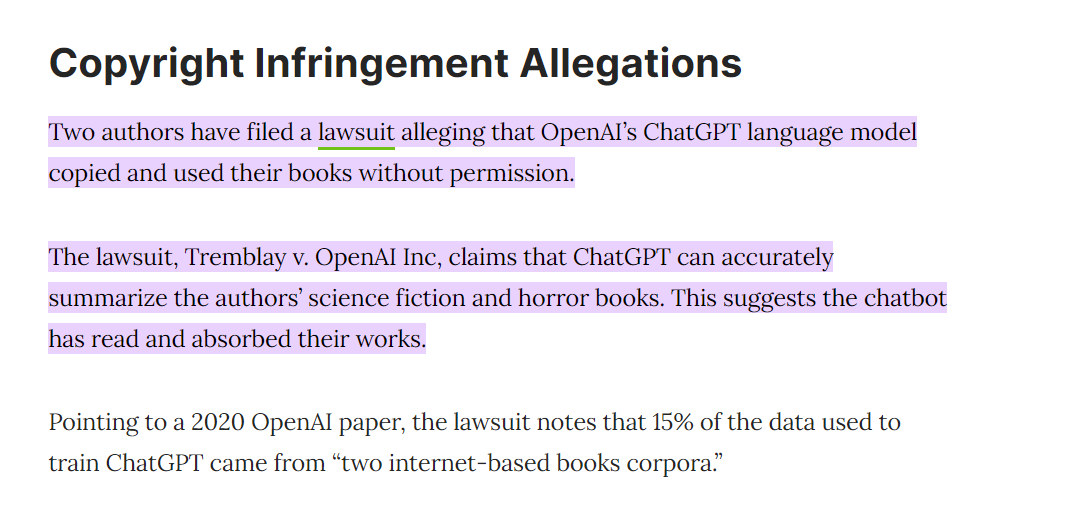 Copyright Infringement Allegations
Two authors have filed a lawsuit alleging that OpenAI’s ChatGPT language model
copied and used their books without permission.
The lawsuit, Tremblay v. OpenAI Inc, claims that ChatGPT can accurately
summarize the authors’ science fiction and horror books. This suggests the chatbot
has read and absorbed their works.
Pointing to a 2020 OpenAI paper, the lawsuit notes that 15% of the data used to
train ChatGPT came from “two internet-based books corpora.”